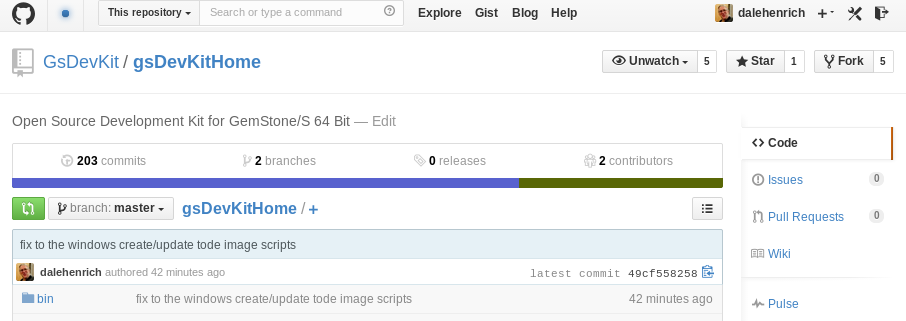 This repository Search or type a command Explore Gist Blog Help dalehenrich
GsDevKit / gsDevKitHome Unwatch 5 Star 1 Fork 5
Open Source Development Kit for GemStone/S 64 Bit — Edit
203 commits 2 branches 0 releases 2 contributors
branch: master gsDevKitHome / +
fix to the windows create/update tode image scripts
dalehenrich authored 42 minutes ago latest commit 49cf558258
bin fix to the windows create/update tode image scripts 42 minutes ago
Code
Issues 0
Pull Requests 0
Wiki
Pulse